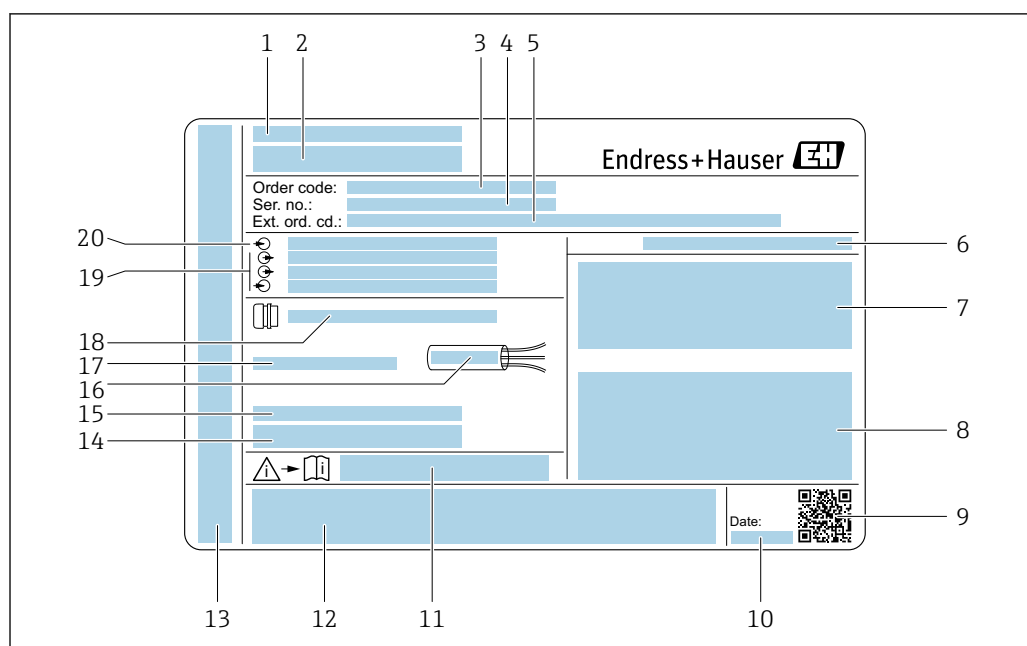 1 2 3 4 5
Endress+Hauser EH
Order code:
Ser. no.:
Ext. ord. cd.:
20 6
19
7
i
18
17
16
15
14 8
i i
Date: 9
13 12 11 10